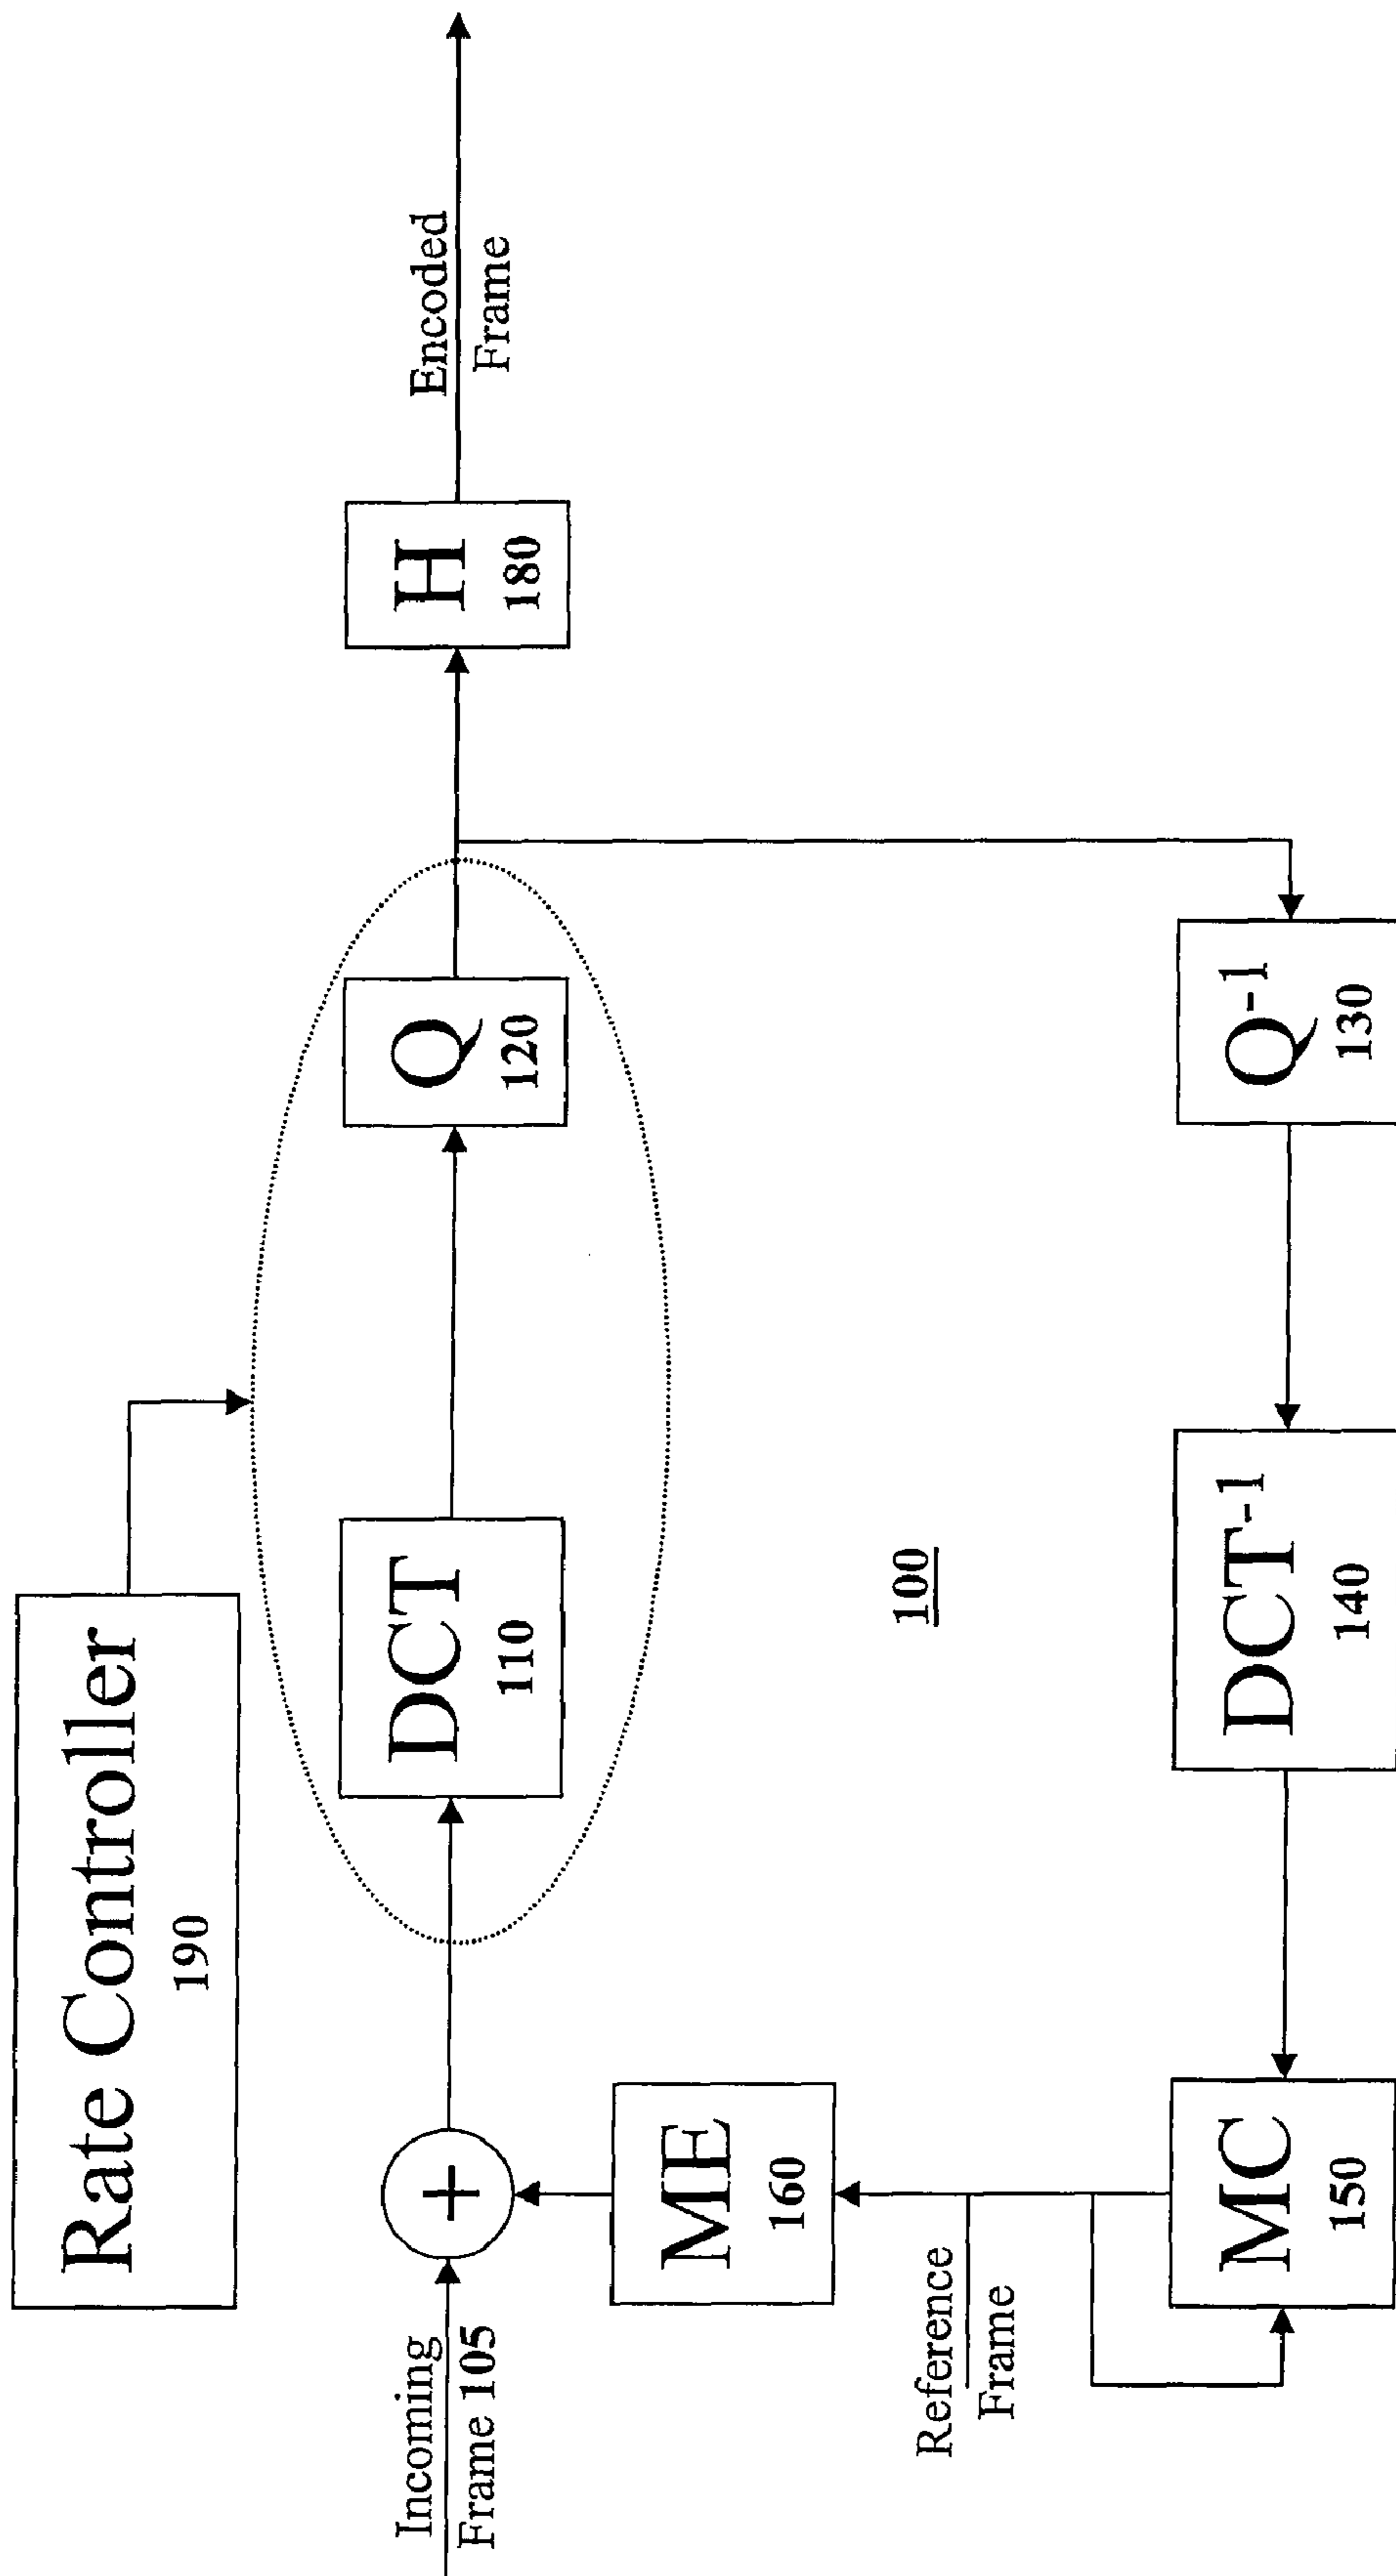 Rate Controller
190
Incoming
Frame 105
+
DCT
110
Q
120
H
180
Encoded
Frame
ME
160
100
Reference
Frame
MC
150
DCT-1
140
Q-1
130